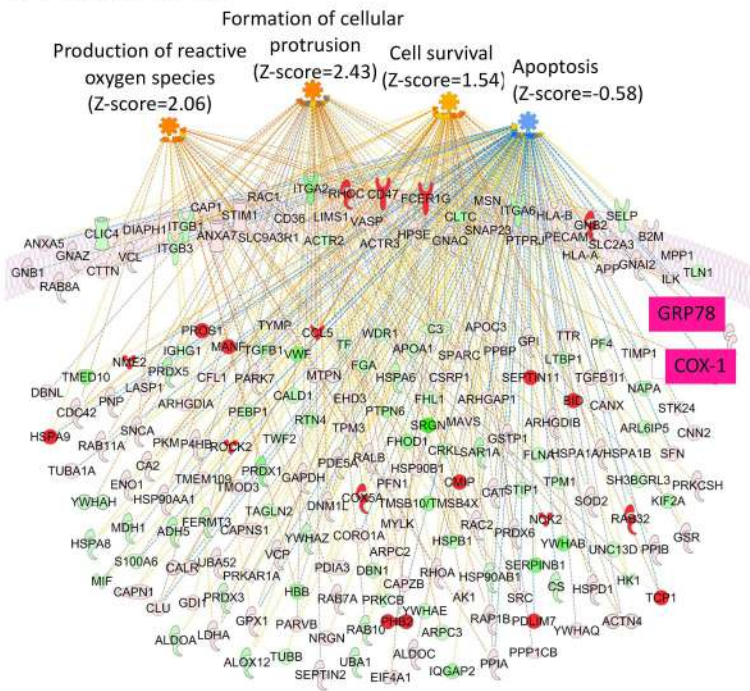 Formation of cellular
protrusion
(Z-score=2.43)
Production of reactive
oxygen species
(Z-score=2.06)
Cell survival
(Z-score=1.54)
Apoptosis
(Z-score=-0.58)
ITGA2 RHOC CD47 FCER1G
RAC1 MSN ITGA6 HLA-B SELP
CAP1 STIM1 CD36 LIMS1 VASP CLTC GNB2
CLIC4 DIAPH1 ITGB1 SNAP23 PECAM1 SLC2A3 B2M
ANXA5 GNAZ VCL ITGB3 ANXA7 SLC9A3R1 ACTR2 ACTR3 HPSE GNAQ PTPRJ HLA-A MPP1
GNB1 CTTN APP GNAI2 ILK TLN1
RAB8A
GRP78
PROS1 TYMP CCL5 WDR1 C3 APOC3 TTR
NME2 IGHG1 MANF TGFB1 VWF TF APOA1 SPARC PPBP GPI PF4 TIMP1
COX-1
TMED10 PRDX5 FGA LTBP1
DBNL LASP1 CFL1 PARK7 MTPN HSPA6 CSRP1 SEPTIN11 TGFB1I1 NAPA
CDC42 PNP ARHGDIA CALD1 EHD3 FHL1 ARHGAP1 BID CANX STK24
PEBP1 RTN4 PTPN6 SRGN MAVS ARHGDIB ARL6IP5
HSPA9 SNCA PKM P4HB ROCK2 TWF2 TPM3 FHOD1 CRKL SAR1A GSTP1 CNN2
RAB11A FLNA HSPA1A/HSPA1B SFN
TUBA1A CA2 TMEM109 PRDX1 GAPDH PDE5A RALB HSP90B1
ENO1 TMOD3 PFN1 CMIP CAT STIP1 TPM1 SH3BGRL3 PRKCSH
YWHAH HSP90AA1 DNM1L COX5A TMSB10/TMSB4X SOD2 KIF2A
TAGLN2 MYLK RAC2 NCK2 RAB32
MDH1 ADH5 FERMT3 CAPNS1 YWHAZ CORO1A HSPB1 PRDX6 YWHAB GSR
HSPA8 VCP ARPC2 UNC13D PPIB
S100A6 CALR UBA52 PDIA3 DBN1 RHOA HSP90AB1 SERPINB1
MIF CAPN1 PRKAR1A CAPZB CS HSPD1 HK1
CLU GDI1 PRDX3 HBB RAB7A PRKCB AK1 SRC TCP1
GPX1 PARVB PHB2 YWHAE RAP1B PDLIM7 ACTN4
ALDOA LDHA NRGN RAB10 ARPC3 YWHAQ
ALOX12 TUBB UBA1 ALDOC PPIA PPP1CB
SEPTIN2 EIF4A1 IQGAP2